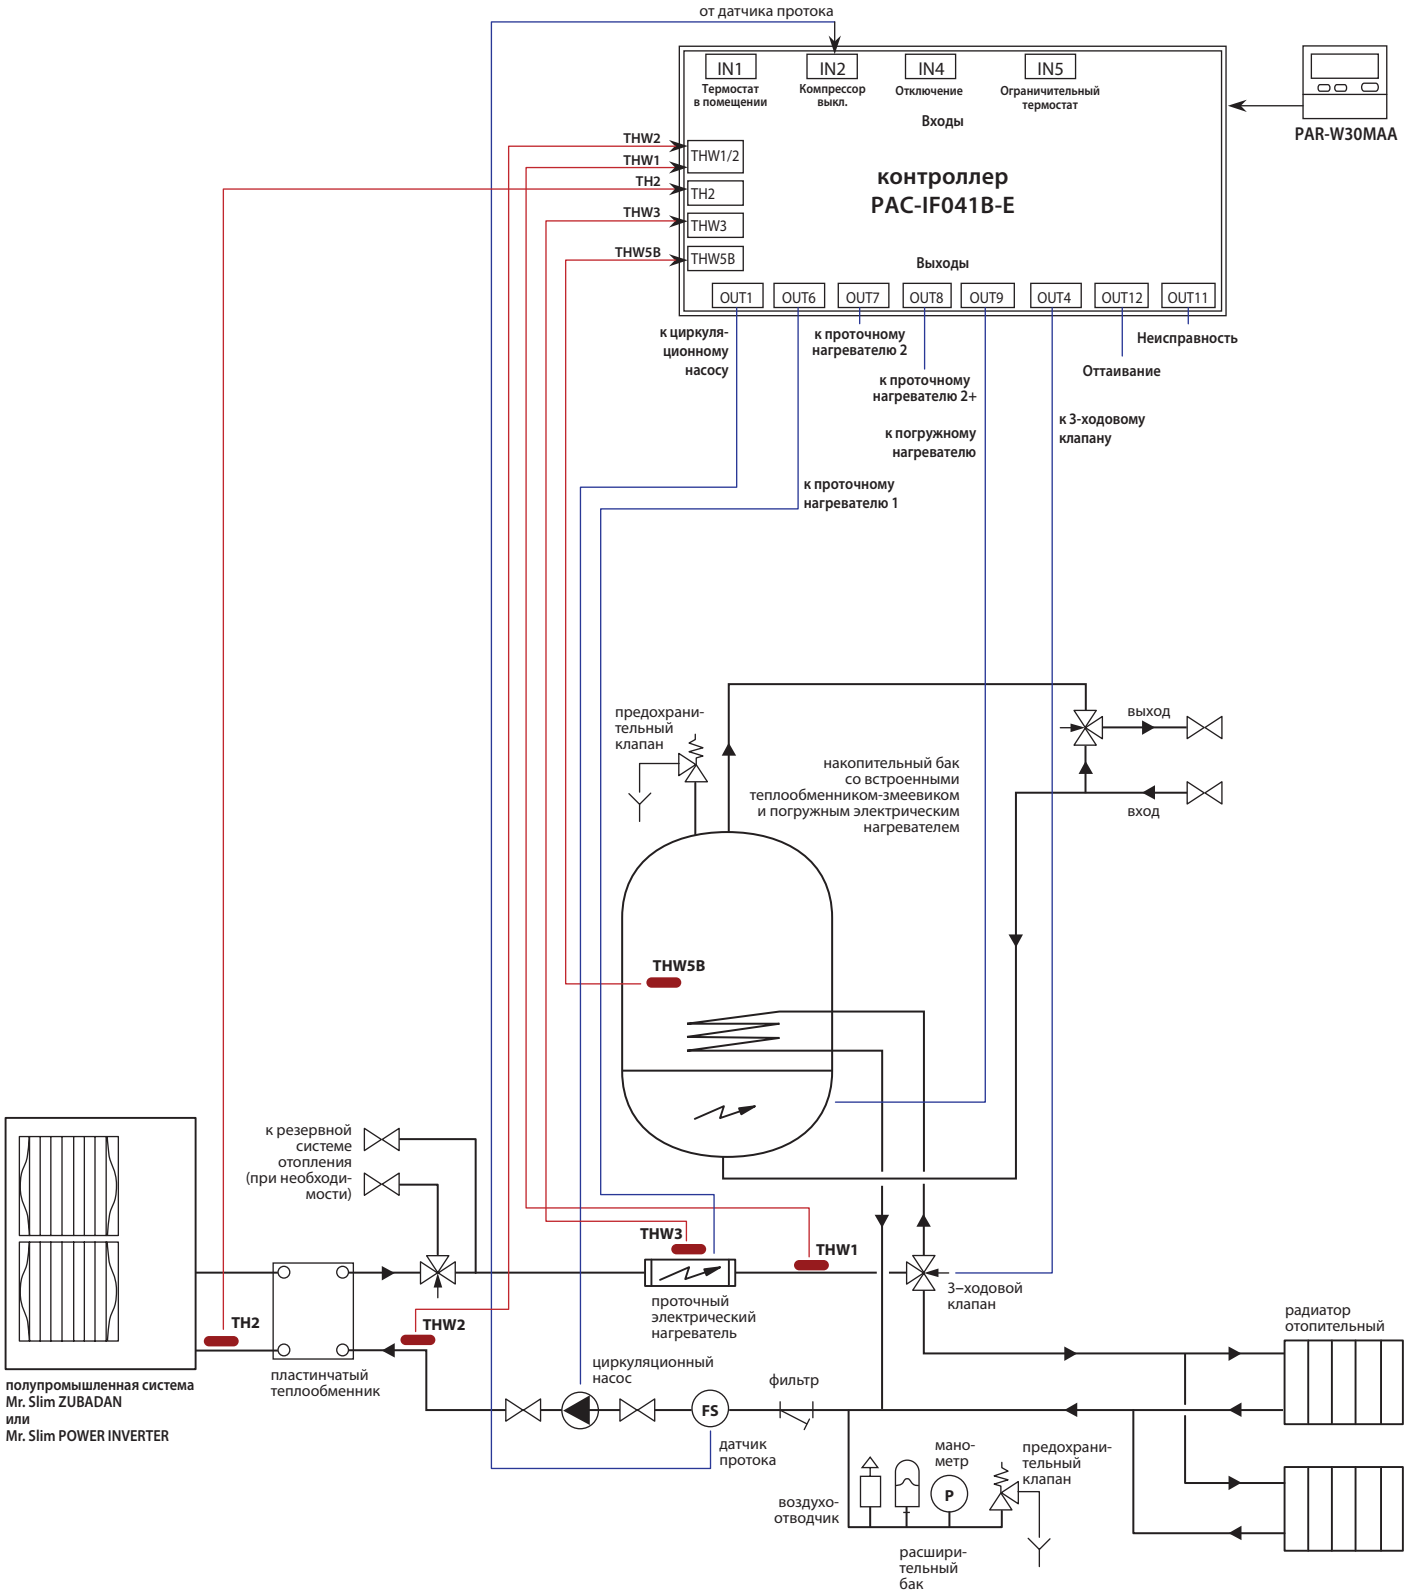 от датчика протока
IN1
IN2
IN4
IN5
Термостат
в помещении
Компрессор
выкл.
Отключение
Ограничительный
термостат
Входы
PAR-W30MAA
THW2
THW1
TH2
THW3
THW5B
THW1/2
TH2
THW3
THW5B
контроллер
PAC-IF041B-E
Выходы
OUT1
OUT6
OUT7
OUT8
OUT9
OUT4
OUT12
OUT11
к циркуля-
ционному
насосу
к проточному
нагревателю 2
Неисправность
к проточному
нагревателю 2+
Оттаивание
к погружному
нагревателю
к 3-ходовому
клапану
к проточному
нагревателю 1
предохрани-
тельный
клапан
выход
накопительный бак
со встроенными
теплообменником-змеевиком
и погружным электрическим
нагревателем
вход
THW5B
к резервной
системе
отопления
(при необходи-
мости)
THW3
THW1
3–ходовой
клапан
проточный
электрический
нагреватель
TH2
THW2
радиатор
отопительный
пластинчатый
теплообменник
полупромышленная система
Mr. Slim ZUBADAN
или
Mr. Slim POWER INVERTER
циркуляционный
насос
фильтр
FS
датчик
протока
мано-
метр
предохрани-
тельный
клапан
P
воздухо-
отводчик
расшири-
тельный
бак